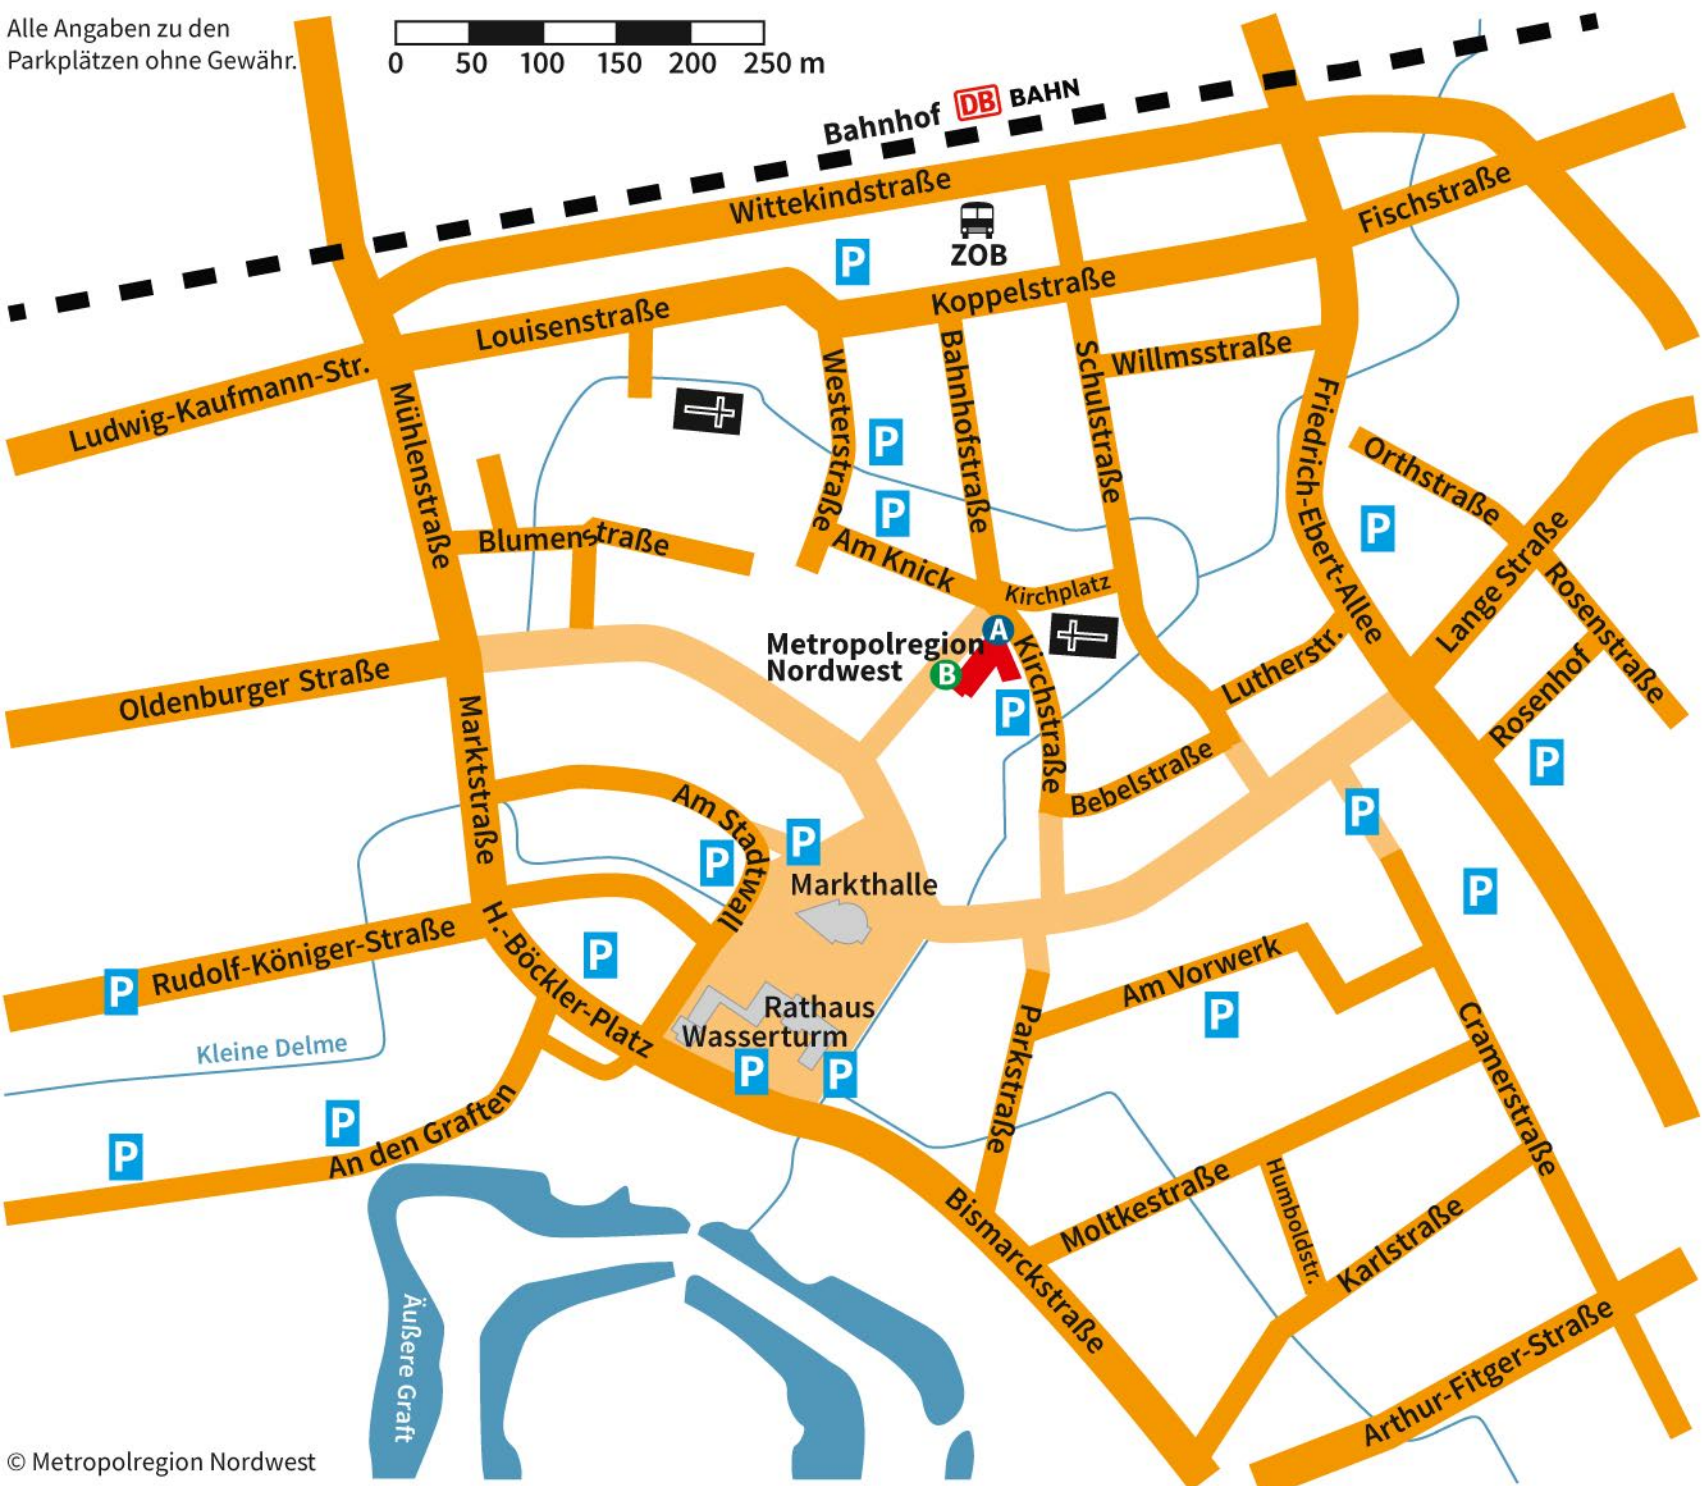 Alle Angaben zu den
Parkplätzen ohne Gewähr.
0 50 100 150 200 250 m
Bahnhof DB BAHN
Wittekindstraße
Fischstraße
P
ZOB
Koppelstraße
Louisenstraße
Ludwig-Kaufmann-Str.
Mühlenstraße
Westerstraße
Bahnhofstraße
Schulstraße
Willmsstraße
Friedrich-Ebert-Allee
P
Orthstraße
P
P
Blumenstraße
Am Knick
Kirchplatz
Lange Straße
Rosenstraße
A
Metropolregion
Nordwest
B
Kirchstraße
Lutherstr.
Rosenhof
Oldenburger Straße
P
Marktstraße
Bebelstraße
P
Am Stadtwall
P
P
P
Markthalle
P
H.-Böckler-Platz
Rudolf-Königer-Straße
P
P
Am Vorwerk
P
Rathaus
Wasserturm
P
P
Parkstraße
Cramerstraße
Kleine Delme
P
P
An den Graften
Bismarckstraße
Moltkestraße
Humboldstr.
Karlstraße
Äußere Graft
Arthur-Fitger-Straße
© Metropolregion Nordwest